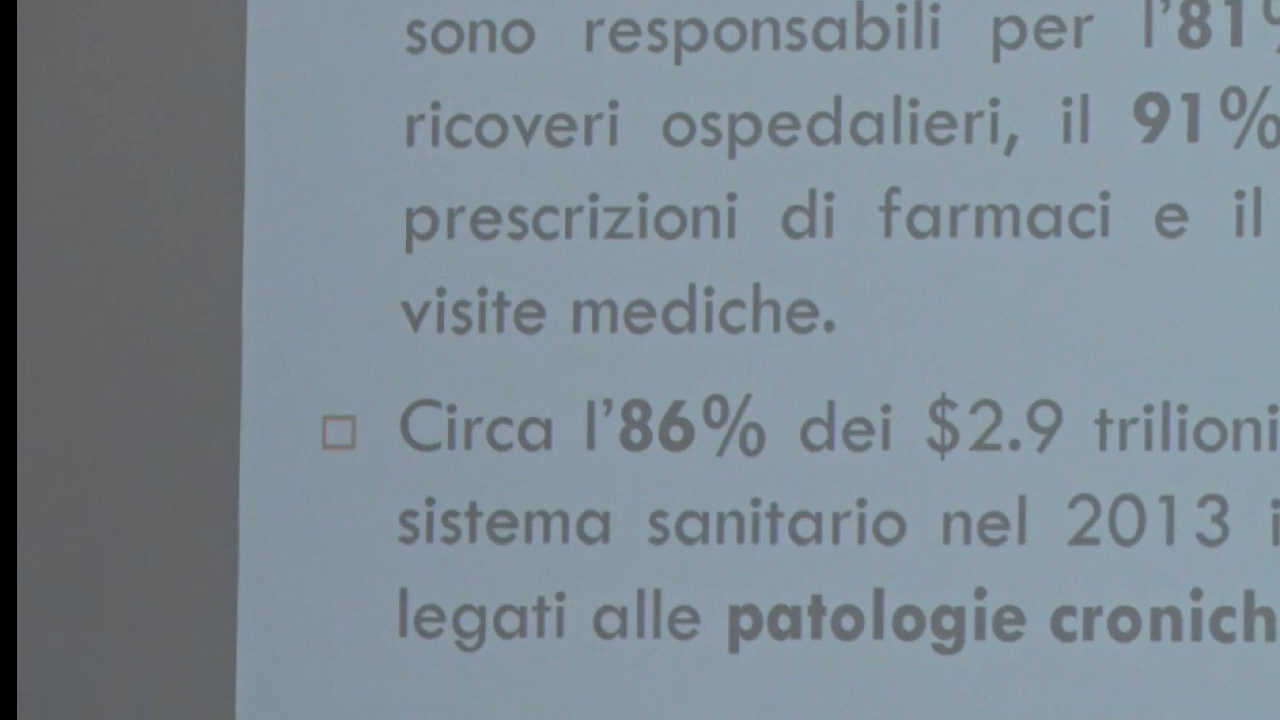 sono responsabili per l'81%
ricoveri ospedalieri, il 91%
prescrizioni di farmaci e il
visite mediche.
Circa l'86% dei $2.9 trilioni
sistema sanitario nel 2013 i
legati alle patologie cronich